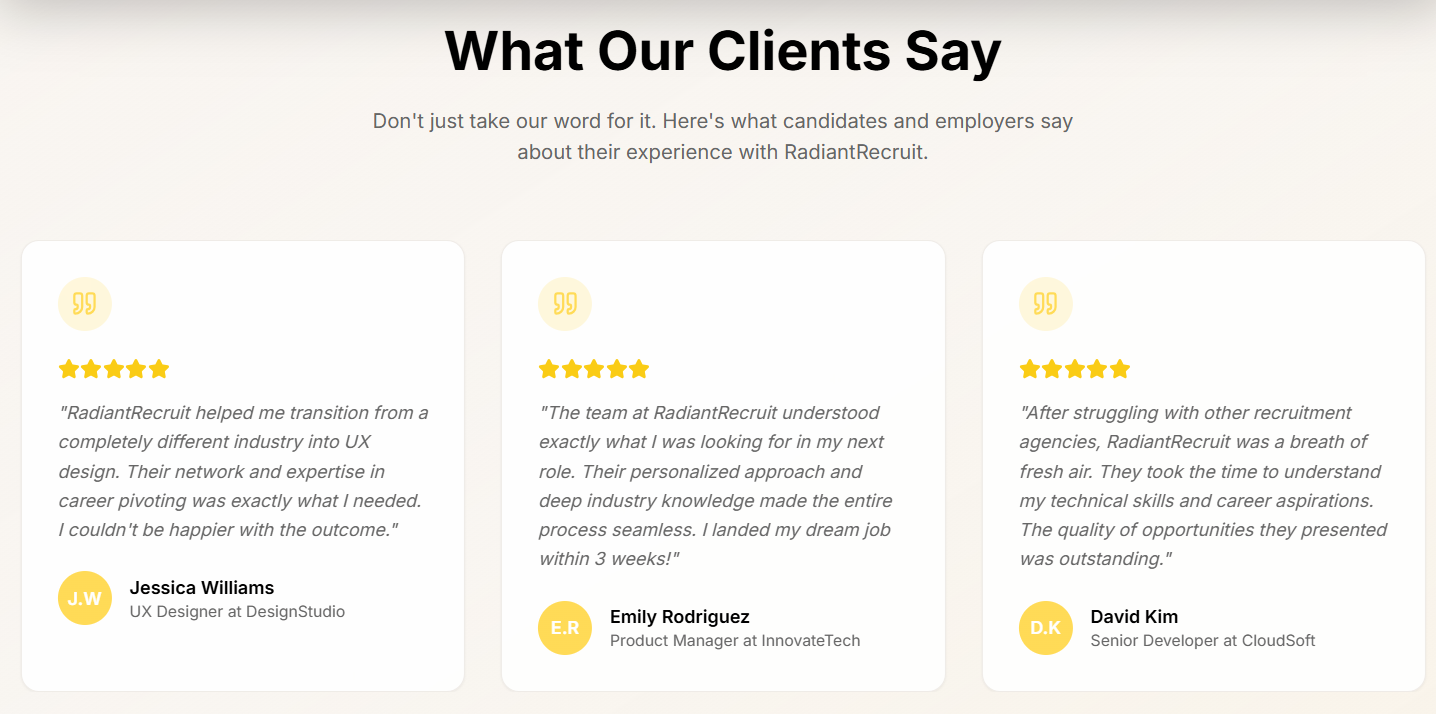 What Our Clients Say
Don't just take our word for it. Here's what candidates and employers say
about their experience with RadiantRecruit.
"RadiantRecruit helped me transition from a
completely different industry into UX
design. Their network and expertise in
career pivoting was exactly what I needed.
I couldn't be happier with the outcome."
J.W
Jessica Williams
UX Designer at DesignStudio
"The team at RadiantRecruit understood
exactly what I was looking for in my next
role. Their personalized approach and
deep industry knowledge made the entire
process seamless. I landed my dream job
within 3 weeks!"
E.R
Emily Rodriguez
Product Manager at InnovateTech
"After struggling with other recruitment
agencies, RadiantRecruit was a breath of
fresh air. They took the time to understand
my technical skills and career aspirations.
The quality of opportunities they presented
was outstanding."
D.K
David Kim
Senior Developer at CloudSoft